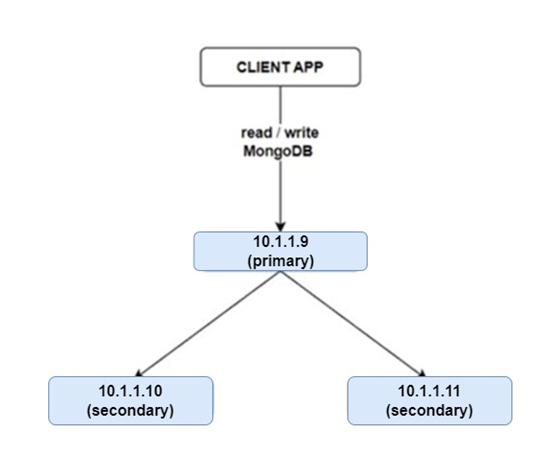 CLIENT APP
read / write
MongoDB
10.1.1.9
(primary)
10.1.1.10
(secondary)
10.1.1.11
(secondary)